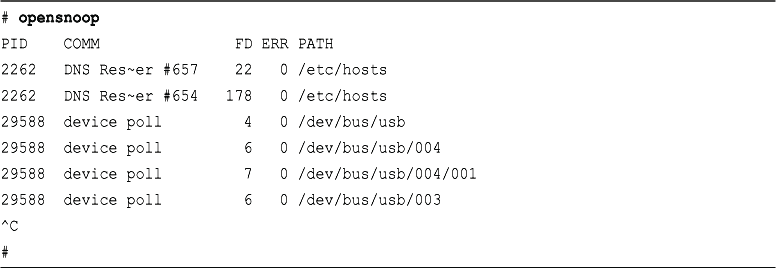 # opensnoop
PID    COMM               FD ERR PATH
2262   DNS Res~er #657    22   0 /etc/hosts
2262   DNS Res~er #654   178   0 /etc/hosts
29588  device poll         4   0 /dev/bus/usb
29588  device poll         6   0 /dev/bus/usb/004
29588  device poll         7   0 /dev/bus/usb/004/001
29588  device poll         6   0 /dev/bus/usb/003
^C
#